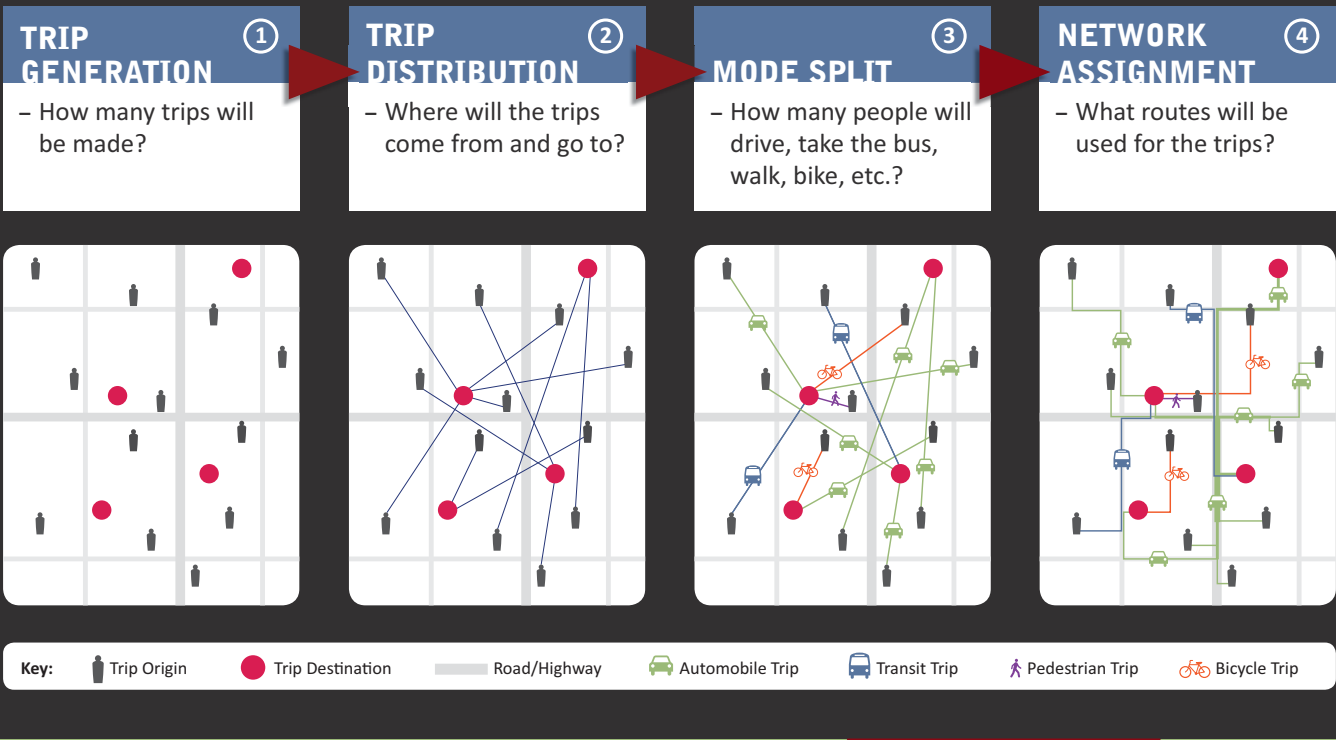 TRIP
GENERATION
1
– How many trips will
be made?
TRIP
DISTRIBUTION
2
– Where will the trips
come from and go to?
MODE SPLIT
3
– How many people will
drive, take the bus,
walk, bike, etc.?
NETWORK
ASSIGNMENT
4
– What routes will be
used for the trips?
Key:
Trip Origin
Trip Destination
Road/Highway
Automobile Trip
Transit Trip
Pedestrian Trip
Bicycle Trip